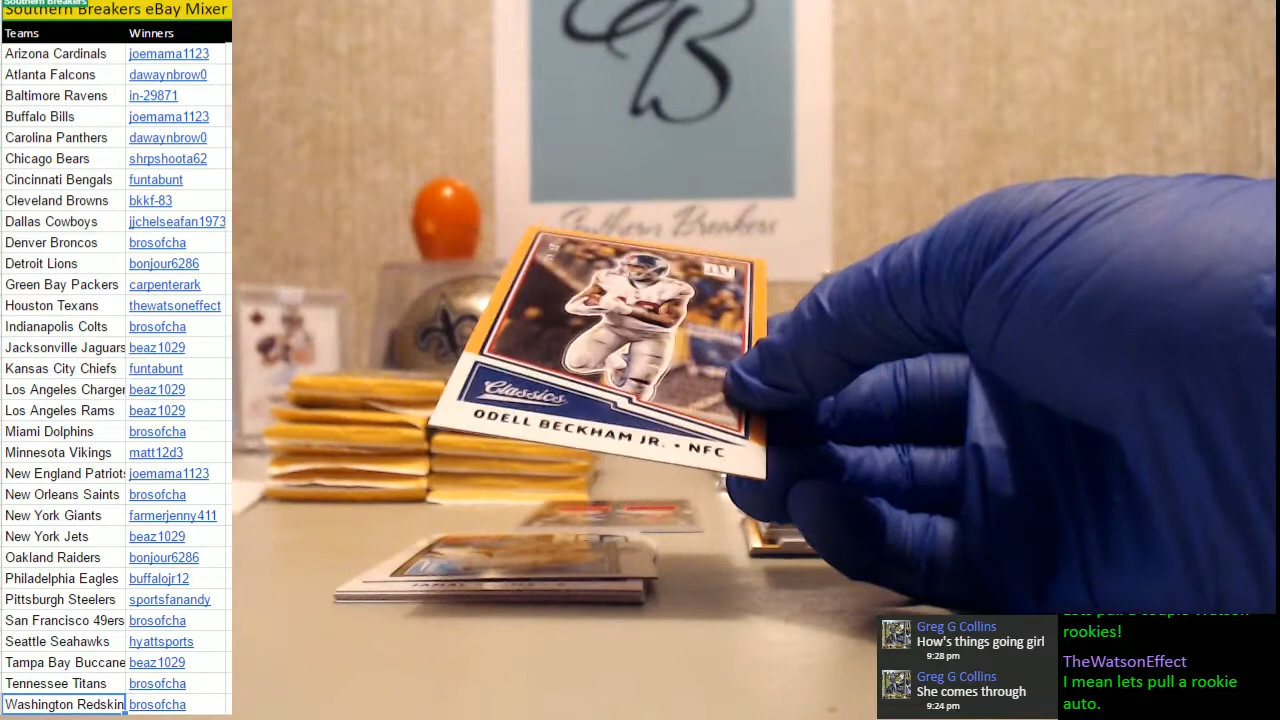 Southern Breakers
Southern Breakers eBay Mixer
Teams Winners
Arizona Cardinals joemama1123
Atlanta Falcons dawaynbrow0
Baltimore Ravens in-29871
Buffalo Bills joemama1123
Carolina Panthers dawaynbrow0
Chicago Bears shrpshoota62
Cincinnati Bengals funtabunt
Cleveland Browns bkkf-83
Dallas Cowboys jjchelseafan1973
Denver Broncos brosofcha
Detroit Lions bonjour6286
Green Bay Packers carpenterark
Houston Texans thewatsoneffect
Indianapolis Colts brosofcha
Jacksonville Jaguars beaz1029
Kansas City Chiefs funtabunt
Los Angeles Charger beaz1029
Los Angeles Rams beaz1029
Miami Dolphins brosofcha
Minnesota Vikings matt12d3
New England Patriots joemama1123
New Orleans Saints brosofcha
New York Giants farmerjenny411
New York Jets beaz1029
Oakland Raiders bonjour6286
Philadelphia Eagles buffalojr12
Pittsburgh Steelers sportsfanandy
San Francisco 49ers brosofcha
Seattle Seahawks hyattsports
Tampa Bay Buccane beaz1029
Tennessee Titans brosofcha
Washington Redskin brosofcha
Southern Breakers
Classics
ODELL BECKHAM JR. • NFC
Greg G Collins
How's things going girl
9:28 pm
Greg G Collins
She comes through
9:24 pm
rookies!
TheWatsonEffect
I mean lets pull a rookie
auto.